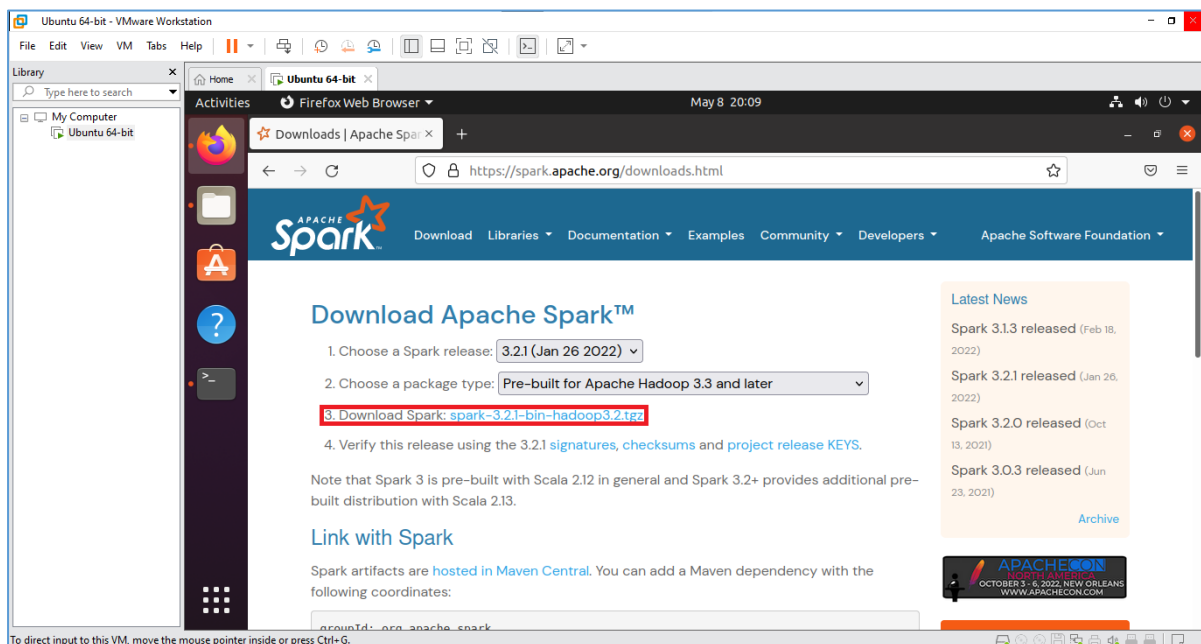 Ubuntu 64-bit - VMware Workstation
File Edit View VM Tabs Help
Library
Type here to search
My Computer
Ubuntu 64-bit
Home
Ubuntu 64-bit
Activities
Firefox Web Browser
May 8 20:09
Downloads | Apache Spar
https://spark.apache.org/downloads.html
APACHE
Spark
Download Libraries Documentation Examples Community Developers Apache Software Foundation
Download Apache Spark™
1. Choose a Spark release: 3.2.1 (Jan 26 2022)
2. Choose a package type: Pre-built for Apache Hadoop 3.3 and later
3. Download Spark: spark-3.2.1-bin-hadoop3.2.tgz
4. Verify this release using the 3.2.1 signatures, checksums and project release KEYS.
Note that Spark 3 is pre-built with Scala 2.12 in general and Spark 3.2+ provides additional pre-
built distribution with Scala 2.13.
Link with Spark
Spark artifacts are hosted in Maven Central. You can add a Maven dependency with the
following coordinates:
groupId: org.apache.spark
Latest News
Spark 3.1.3 released (Feb 18,
2022)
Spark 3.2.1 released (Jan 26,
2022)
Spark 3.2.0 released (Oct
13, 2021)
Spark 3.0.3 released (Jun
23, 2021)
Archive
APACHECON
NORTH AMERICA
OCTOBER 3 - 6, 2022, NEW ORLEANS
WWW.APACHECON.COM
To direct input to this VM, move the mouse pointer inside or press Ctrl+G.